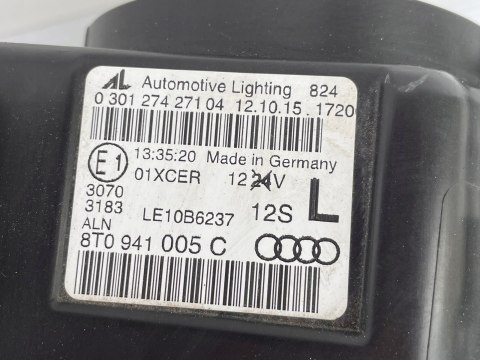 AL Automotive Lighting 824
0 301 274 271 04 12.10.15 . 1720
E1 13:35:20 Made in Germany
01XCER 12 24V
3070
3183 LE10B6237 12S L
ALN
8T0 941 005 C